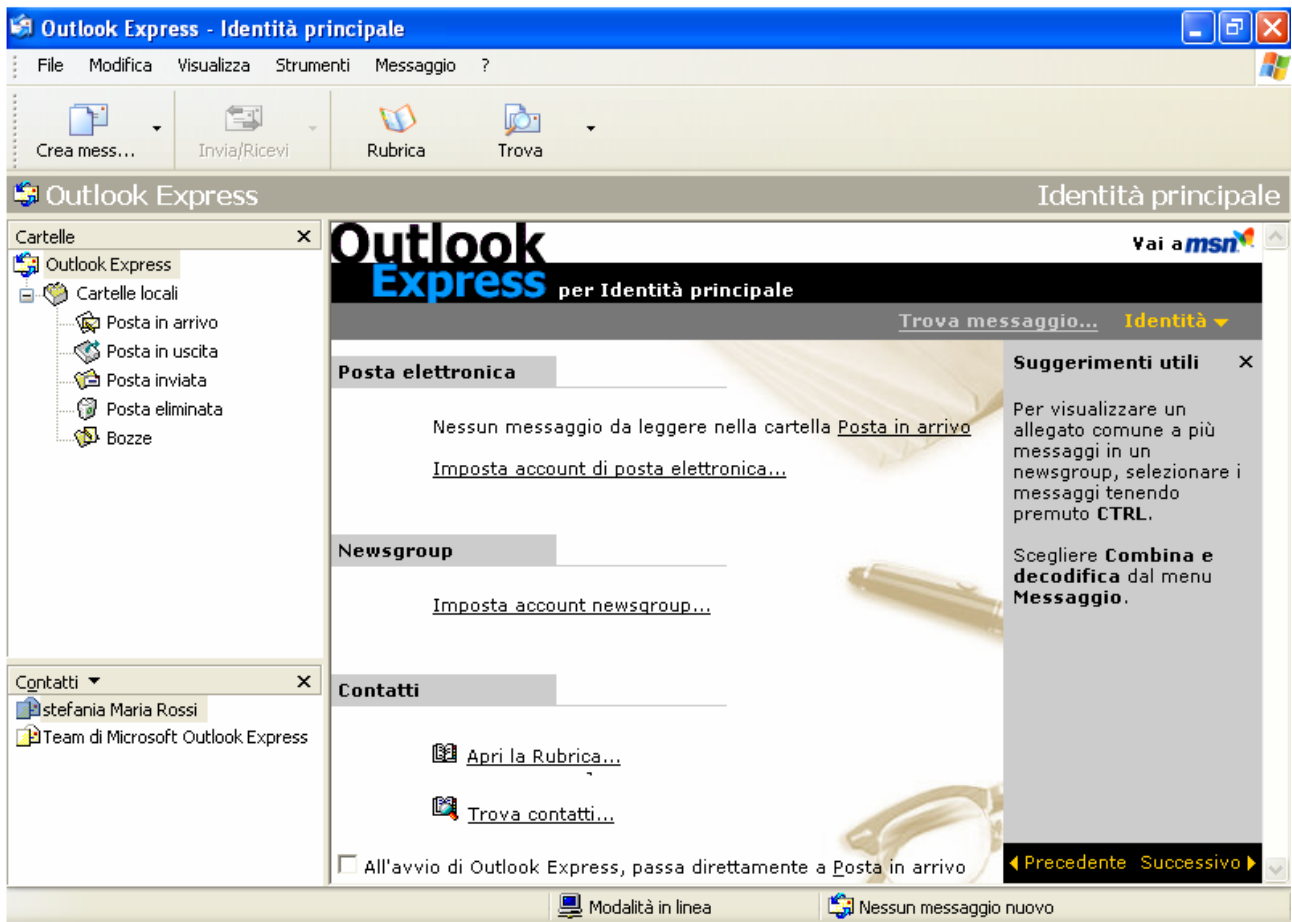 Outlook Express - Identità principale
File Modifica Visualizza Strumenti Messaggio ?
Crea mess... Invia/Ricevi Rubrica Trova
Outlook Express Identità principale
Cartelle
Outlook Express
Cartelle locali
Posta in arrivo
Posta in uscita
Posta inviata
Posta eliminata
Bozze
Contatti
stefania Maria Rossi
Team di Microsoft Outlook Express
Outlook
Express per Identità principale
Vai a msn
Trova messaggio... Identità
Posta elettronica
Nessun messaggio da leggere nella cartella Posta in arrivo
Imposta account di posta elettronica...
Newsgroup
Imposta account newsgroup...
Contatti
Apri la Rubrica...
Trova contatti...
All'avvio di Outlook Express, passa direttamente a Posta in arrivo
Suggerimenti utili
Per visualizzare un
allegato comune a più
messaggi in un
newsgroup, selezionare i
messaggi tenendo
premuto CTRL.
Scegliere Combina e
decodifica dal menu
Messaggio.
Precedente Successivo
Modalità in linea Nessun messaggio nuovo